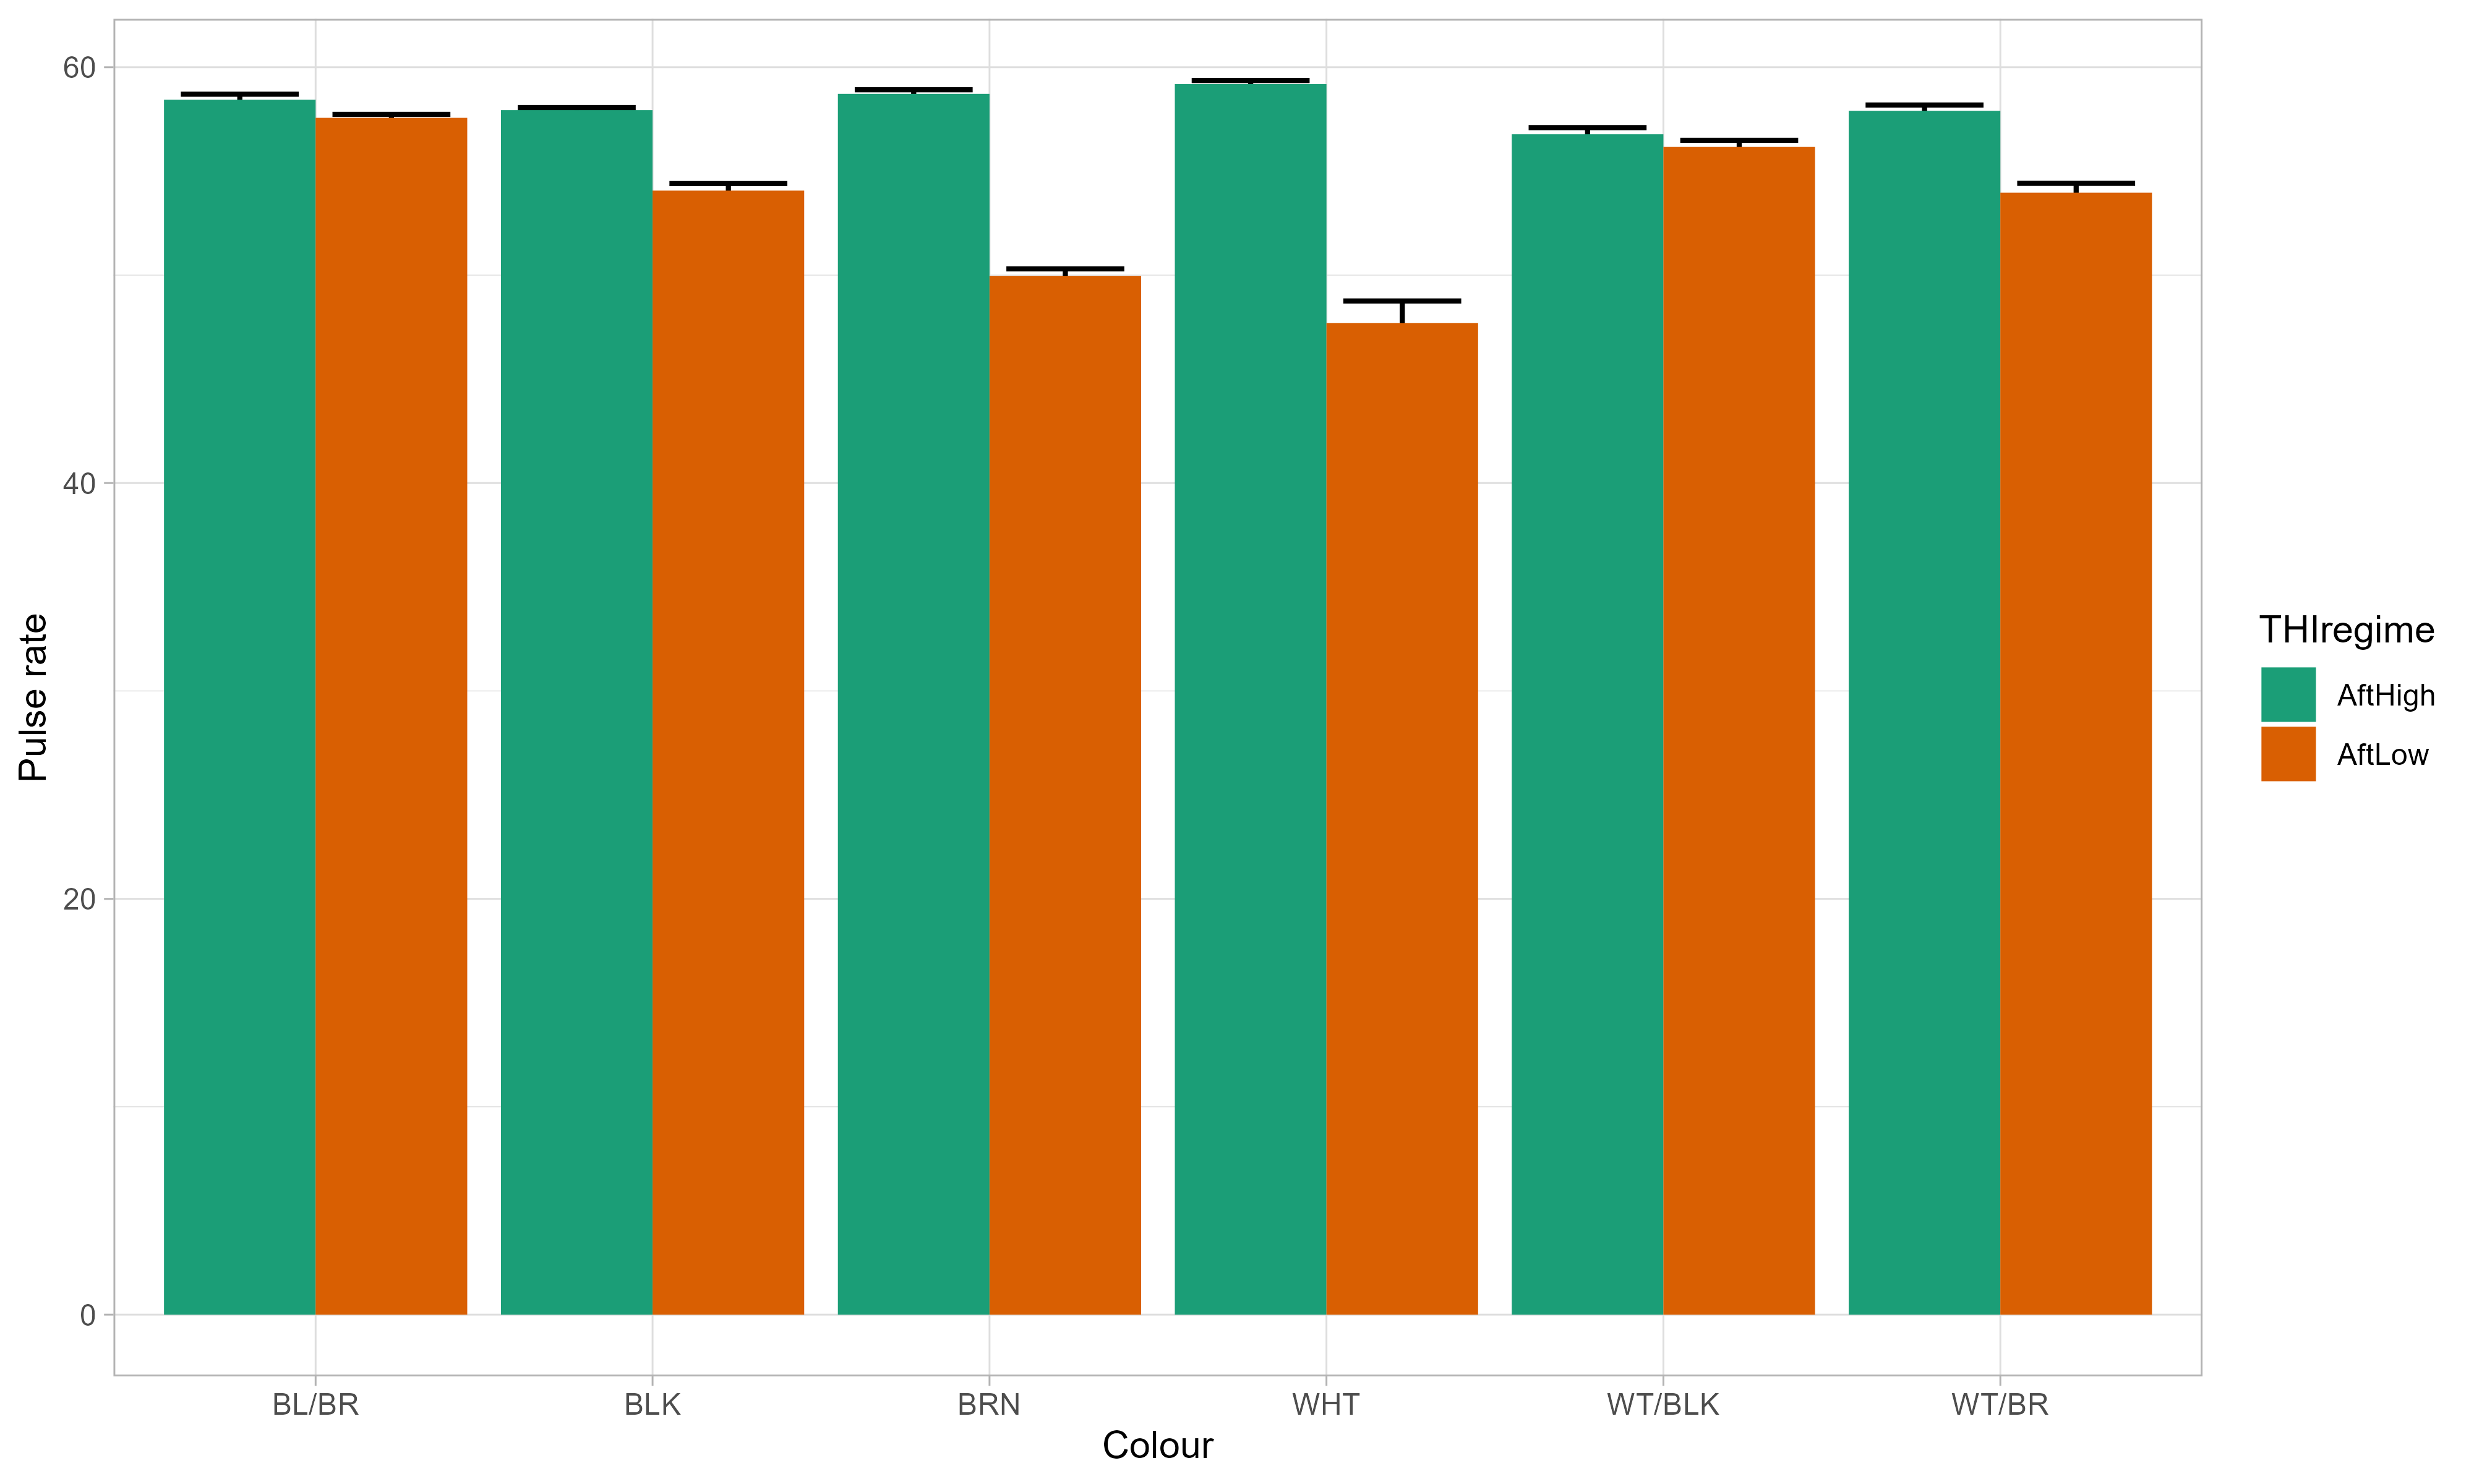 60
40
20
0
Pulse rate
BL/BR BLK BRN WHT WT/BLK WT/BR
Colour
THIregime
AftHigh
AftLow